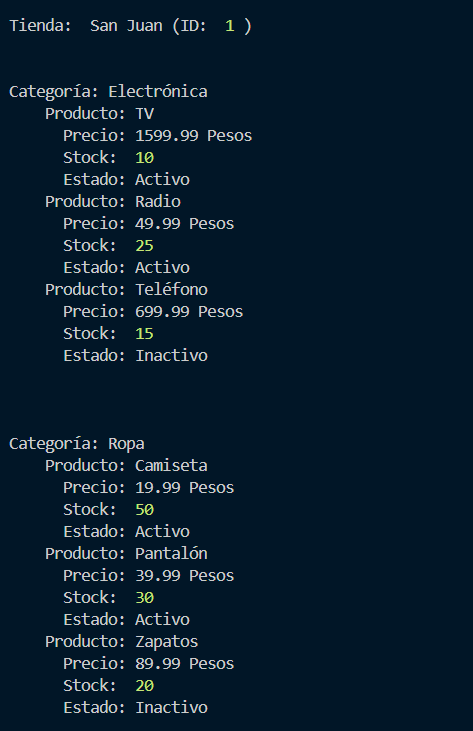 Tienda:  San Juan (ID:  1 )
Categoría: Electrónica
Producto: TV
Precio: 1599.99 Pesos
Stock:  10
Estado: Activo
Producto: Radio
Precio: 49.99 Pesos
Stock:  25
Estado: Activo
Producto: Teléfono
Precio: 699.99 Pesos
Stock:  15
Estado: Inactivo
Categoría: Ropa
Producto: Camiseta
Precio: 19.99 Pesos
Stock:  50
Estado: Activo
Producto: Pantalón
Precio: 39.99 Pesos
Stock:  30
Estado: Activo
Producto: Zapatos
Precio: 89.99 Pesos
Stock:  20
Estado: Inactivo